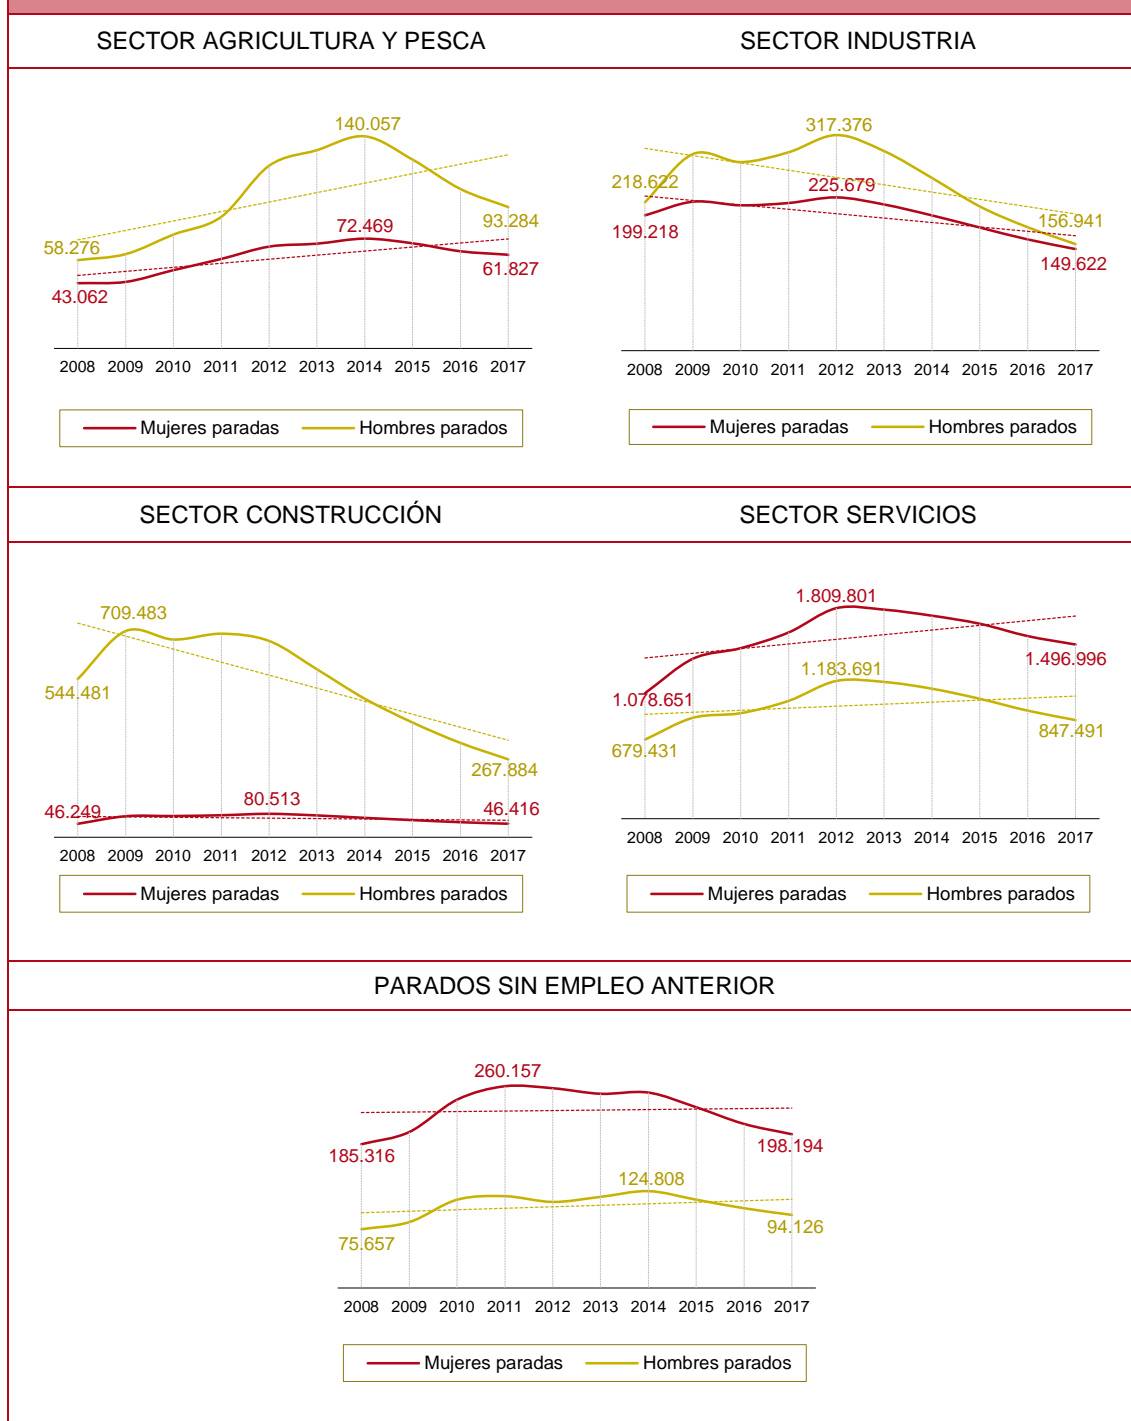 SECTOR AGRICULTURA Y PESCA
140.057
58.276
72.469
93.284
43.062
61.827
2008 2009 2010 2011 2012 2013 2014 2015 2016 2017
Mujeres paradas Hombres parados
SECTOR INDUSTRIA
317.376
218.622
225.679
156.941
199.218
149.622
2008 2009 2010 2011 2012 2013 2014 2015 2016 2017
Mujeres paradas Hombres parados
SECTOR CONSTRUCCIÓN
709.483
544.481
267.884
46.249
80.513
46.416
2008 2009 2010 2011 2012 2013 2014 2015 2016 2017
Mujeres paradas Hombres parados
SECTOR SERVICIOS
1.809.801
1.078.651
1.183.691
1.496.996
679.431
847.491
2008 2009 2010 2011 2012 2013 2014 2015 2016 2017
Mujeres paradas Hombres parados
PARADOS SIN EMPLEO ANTERIOR
260.157
185.316
198.194
124.808
75.657
94.126
2008 2009 2010 2011 2012 2013 2014 2015 2016 2017
Mujeres paradas Hombres parados